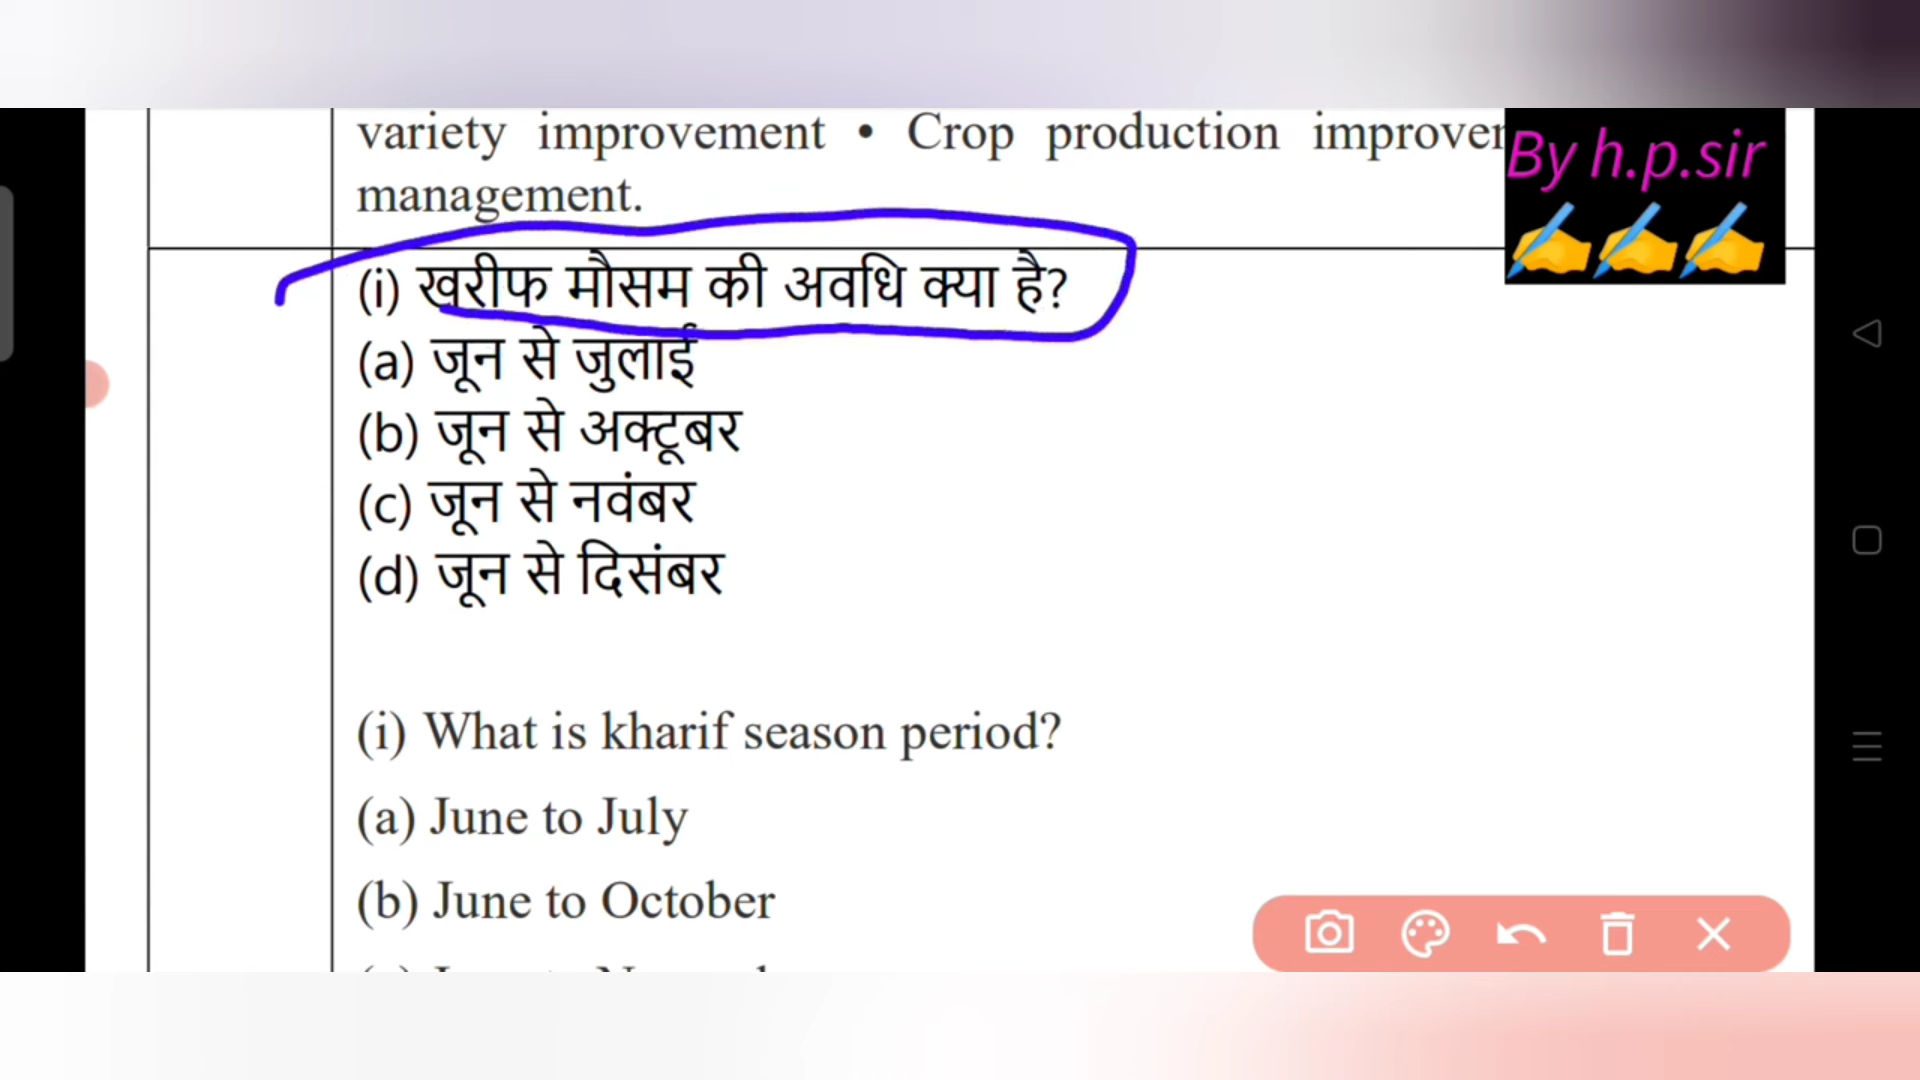 variety improvement • Crop production
management.
By h.p.sir
(i) खरीफ मौसम की अवधि क्या है?
(a) जून से जुलाई
(b) जून से अक्टूबर
(c) जून से नवंबर
(d) जून से दिसंबर
(i) What is kharif season period?
(a) June to July
(b) June to October